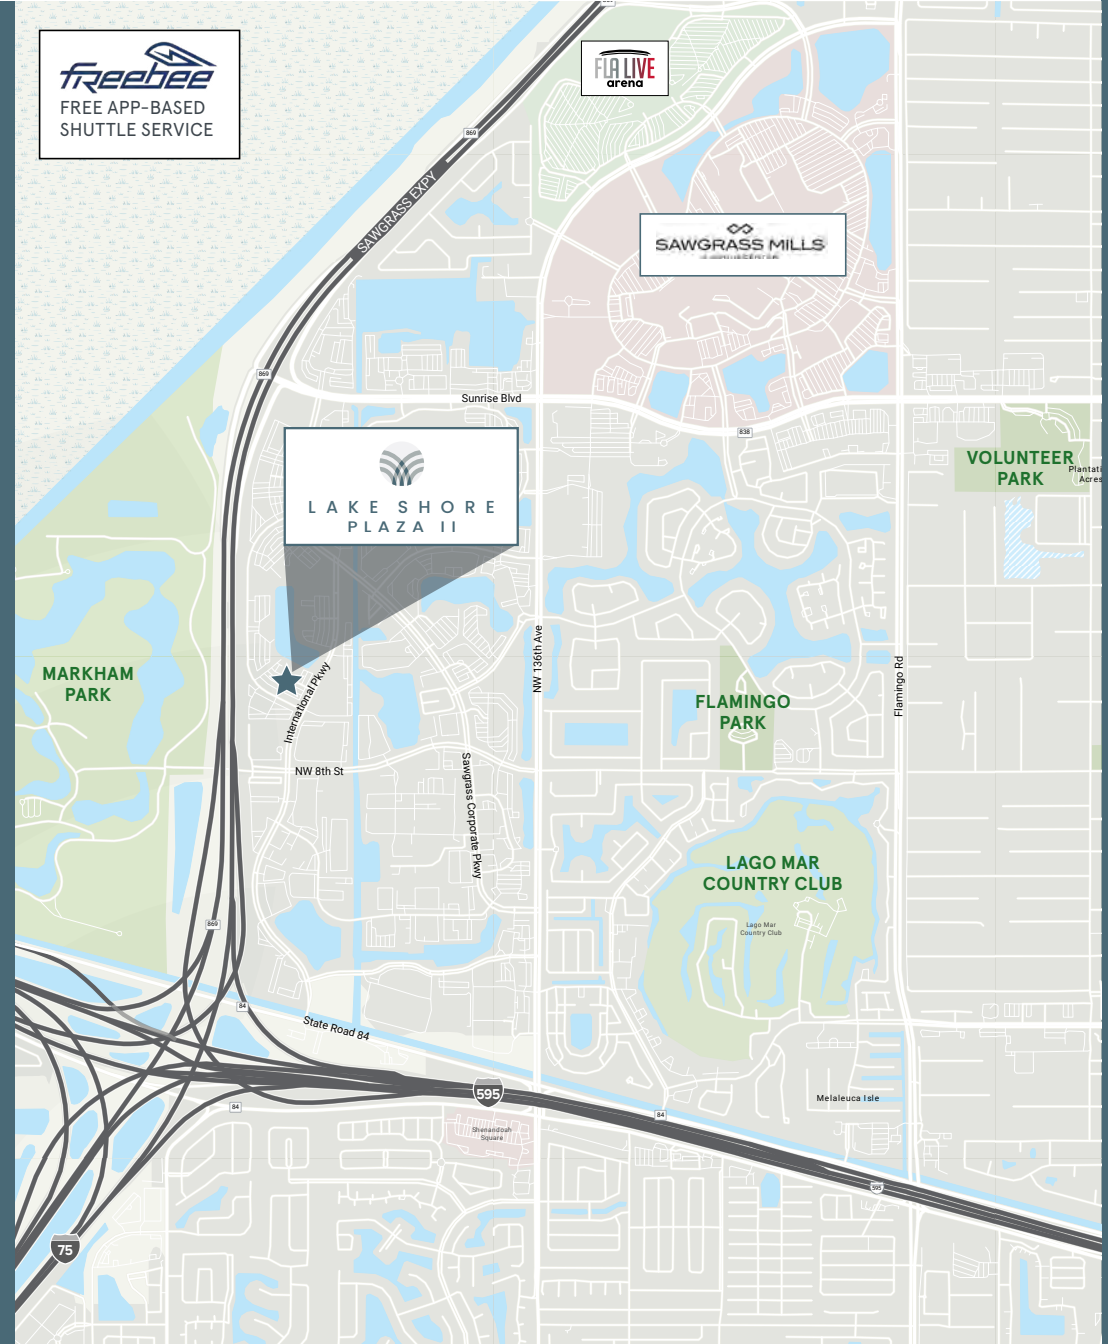 freebee
FREE APP-BASED
SHUTTLE SERVICE
FLA LIVE
arena
869
SAWGRASS EXPY
SAWGRASS MILLS
869
Sunrise Blvd
838
LAKE SHORE
PLAZA II
VOLUNTEER
PARK
Plantati
Acres
MARKHAM
PARK
International Pkwy
NW 136th Ave
Flamingo Rd
FLAMINGO
PARK
NW 8th St
Sawgrass Corporate Pkwy
LAGO MAR
COUNTRY CLUB
Lago Mar
Country Club
869
84
State Road 84
595
84
84
Melaleuca Isle
Shenandoah
Square
595
75